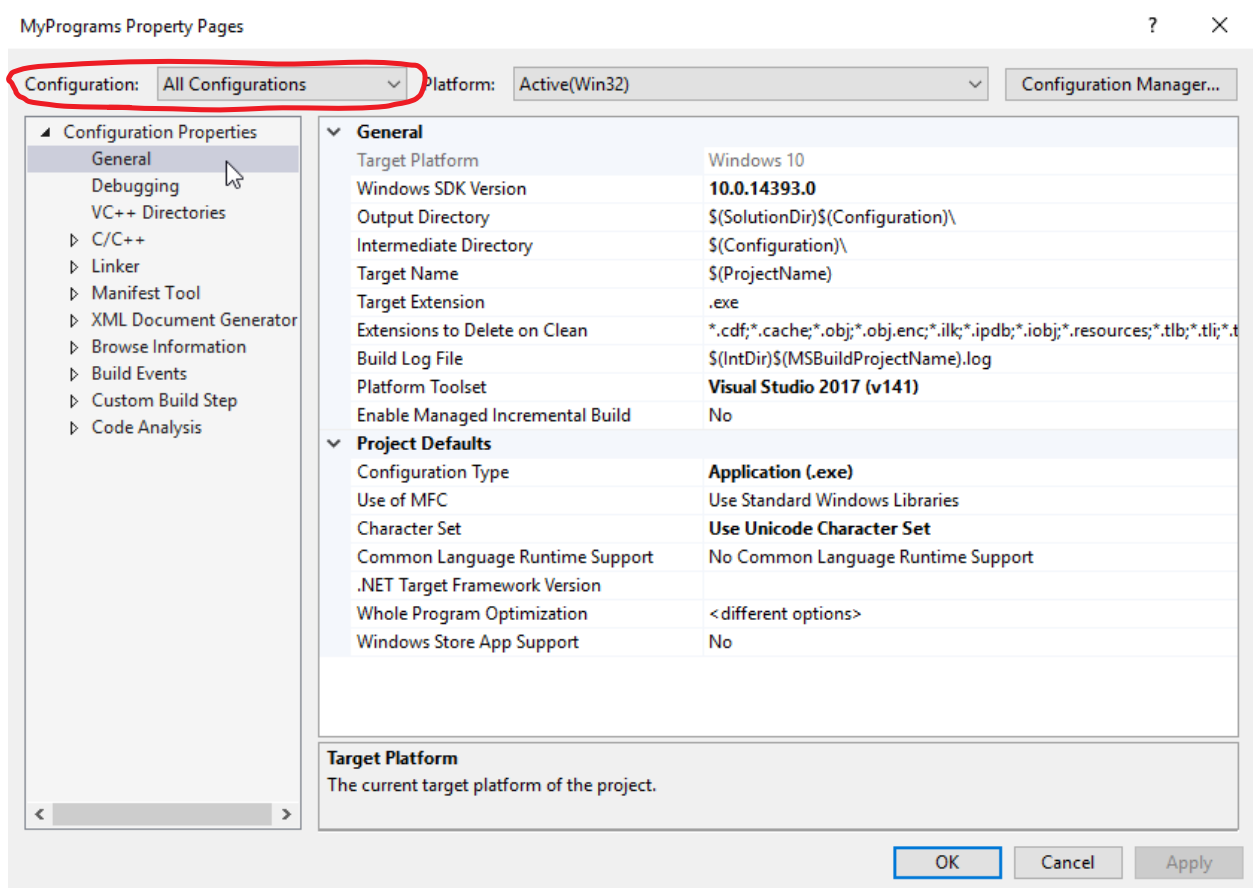 MyPrograms Property Pages ? ×
Configuration: All Configurations Platform: Active(Win32) Configuration Manager...
Configuration Properties
General
Debugging
VC++ Directories
C/C++
Linker
Manifest Tool
XML Document Generator
Browse Information
Build Events
Custom Build Step
Code Analysis
General
Target Platform Windows 10
Windows SDK Version 10.0.14393.0
Output Directory $(SolutionDir)$(Configuration)\
Intermediate Directory $(Configuration)\
Target Name $(ProjectName)
Target Extension .exe
Extensions to Delete on Clean *.cdf;*.cache;*.obj;*.obj.enc;*.ilk;*.ipdb;*.iobj;*.resources;*.tlb;*.tli;*.t
Build Log File $(IntDir)$(MSBuildProjectName).log
Platform Toolset Visual Studio 2017 (v141)
Enable Managed Incremental Build No
Project Defaults
Configuration Type Application (.exe)
Use of MFC Use Standard Windows Libraries
Character Set Use Unicode Character Set
Common Language Runtime Support No Common Language Runtime Support
.NET Target Framework Version
Whole Program Optimization <different options>
Windows Store App Support No
Target Platform
The current target platform of the project.
OK Cancel Apply